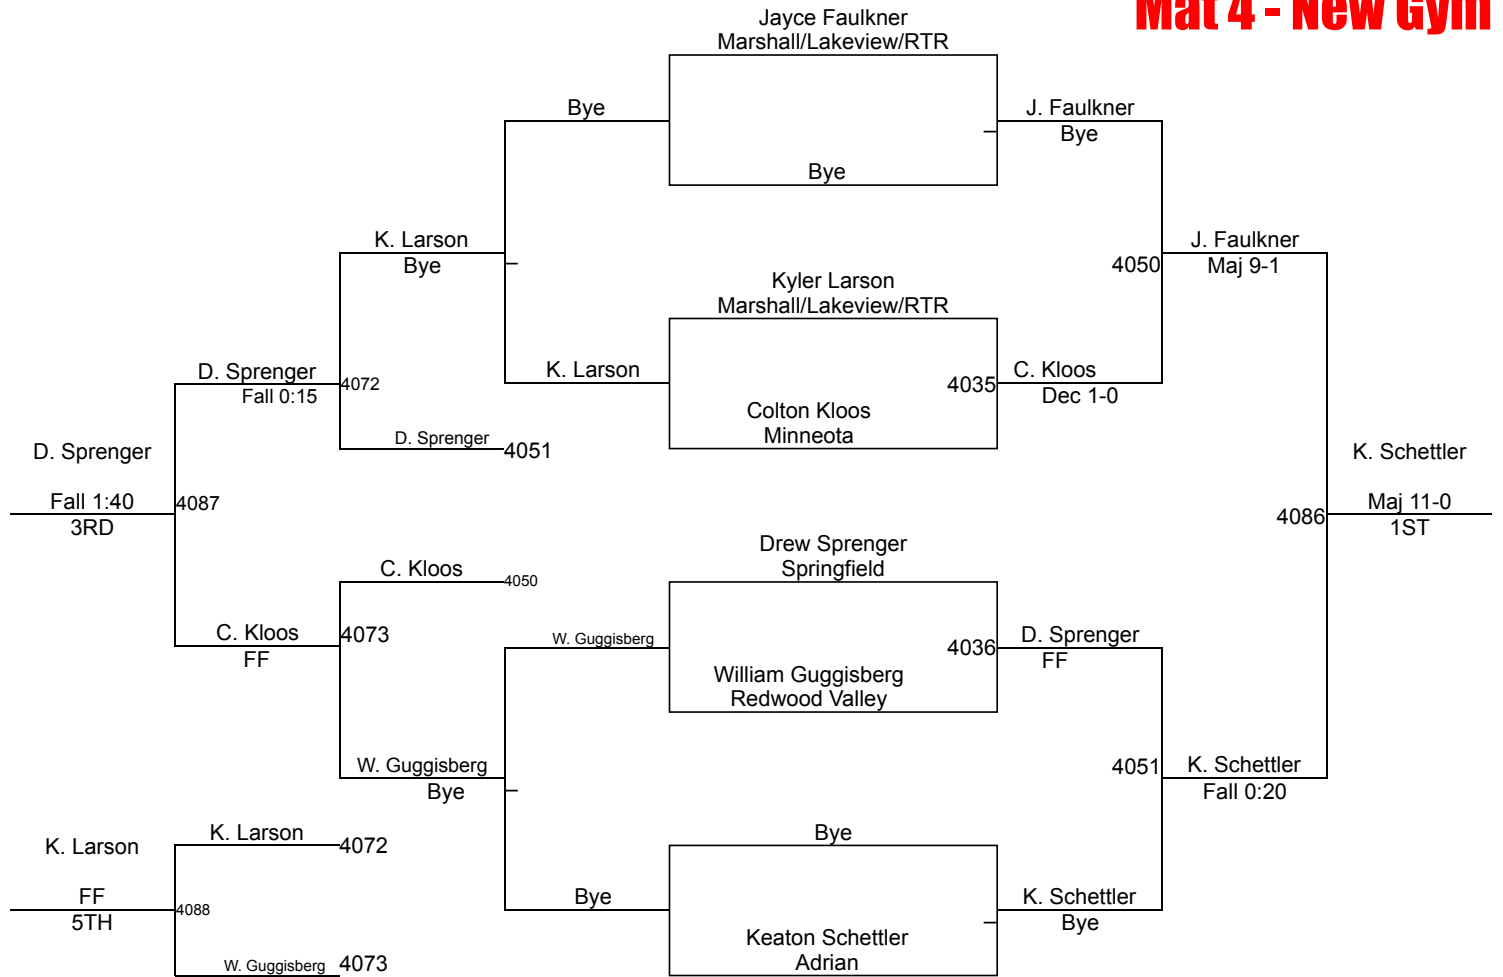 Mat 4 - New Gym
Jayce Faulkner
Marshall/Lakeview/RTR
Bye
J. Faulkner
Bye
Bye
K. Larson
Bye
J. Faulkner
4050
Maj 9-1
Kyler Larson
Marshall/Lakeview/RTR
K. Larson
4035
C. Kloos
Dec 1-0
Colton Kloos
Minneota
D. Sprenger
4072
Fall 0:15
D. Sprenger
4051
D. Sprenger
Fall 1:40
4087
3RD
K. Schettler
4086
Maj 11-0
1ST
Drew Sprenger
Springfield
C. Kloos
4050
C. Kloos
4073
FF
W. Guggisberg
4036
D. Sprenger
FF
William Guggisberg
Redwood Valley
W. Guggisberg
Bye
4051
K. Schettler
Fall 0:20
K. Larson
K. Larson
4072
Bye
FF
4088
5TH
Bye
K. Schettler
Bye
Keaton Schettler
Adrian
W. Guggisberg
4073